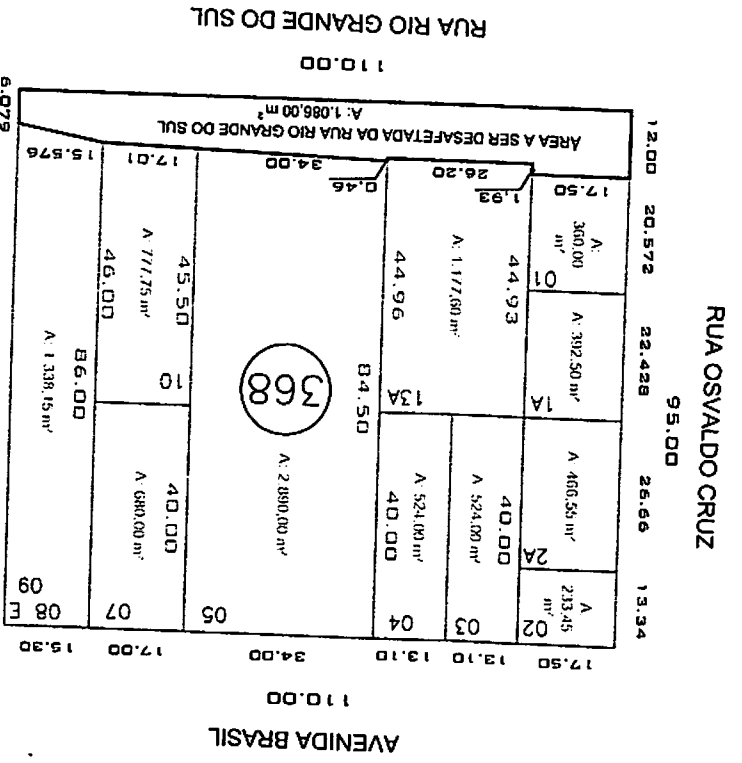 AVENIDA BRASIL
110.00
17.50
13.10
13.10
34.00
17.00
15.30
02
A
233.45
m²
03
04
05
07
08 E
09
13.34
2A
A: 466,55 m²
26.66
A: 524,00 m²
40.00
A: 524,00 m²
40.00
A: 2.890,00 m²
368
84.50
A: 680,00 m²
40.00
A: 1.338,15 m²
86.00
RUA OSVALDO CRUZ
95.00
1A
A: 392,50 m²
22.428
13A
A: 1.177,60 m²
44.93
44.96
10
A: 777,75 m²
45.50
46.00
01
A:
360,00
m²
20.572
17.50
1,93
26.20
0,46
34.00
17.01
15.576
12.00
6.079
ÁREA A SER DESAFETADA DA RUA RIO GRANDE DO SUL
A: 1.086,00 m²
110.00
RUA RIO GRANDE DO SUL